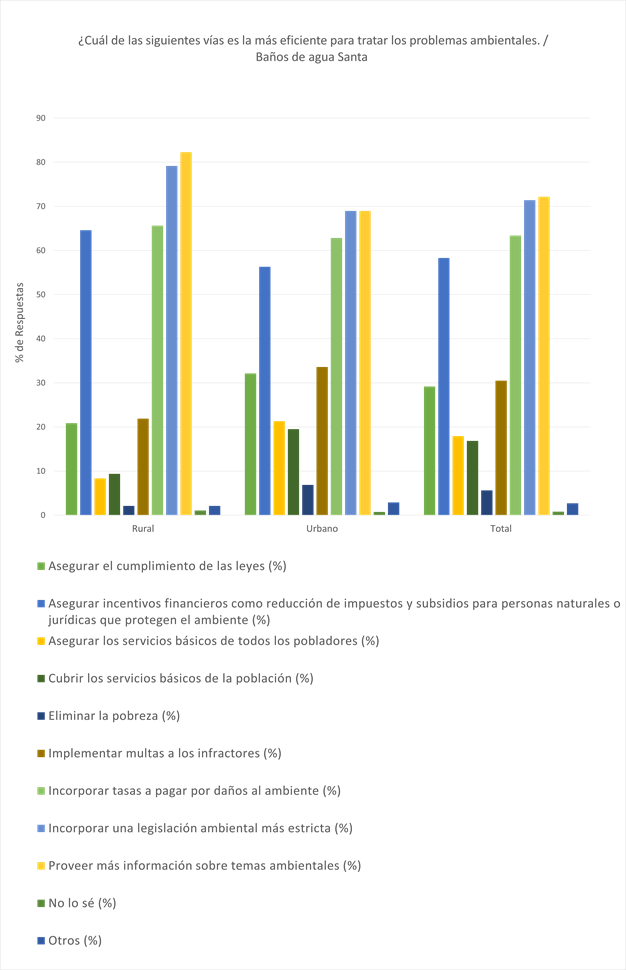 ¿Cuál de las siguientes vías es la más eficiente para tratar los problemas ambientales. /
Baños de agua Santa
90
80
70
60
50
40
30
20
10
0
% de Respuestas
Rural
Urbano
Total
Asegurar el cumplimiento de las leyes (%)
Asegurar incentivos financieros como reducción de impuestos y subsidios para personas naturales o
jurídicas que protegen el ambiente (%)
Asegurar los servicios básicos de todos los pobladores (%)
Cubrir los servicios básicos de la población (%)
Eliminar la pobreza (%)
Implementar multas a los infractores (%)
Incorporar tasas a pagar por daños al ambiente (%)
Incorporar una legislación ambiental más estricta (%)
Proveer más información sobre temas ambientales (%)
No lo sé (%)
Otros (%)